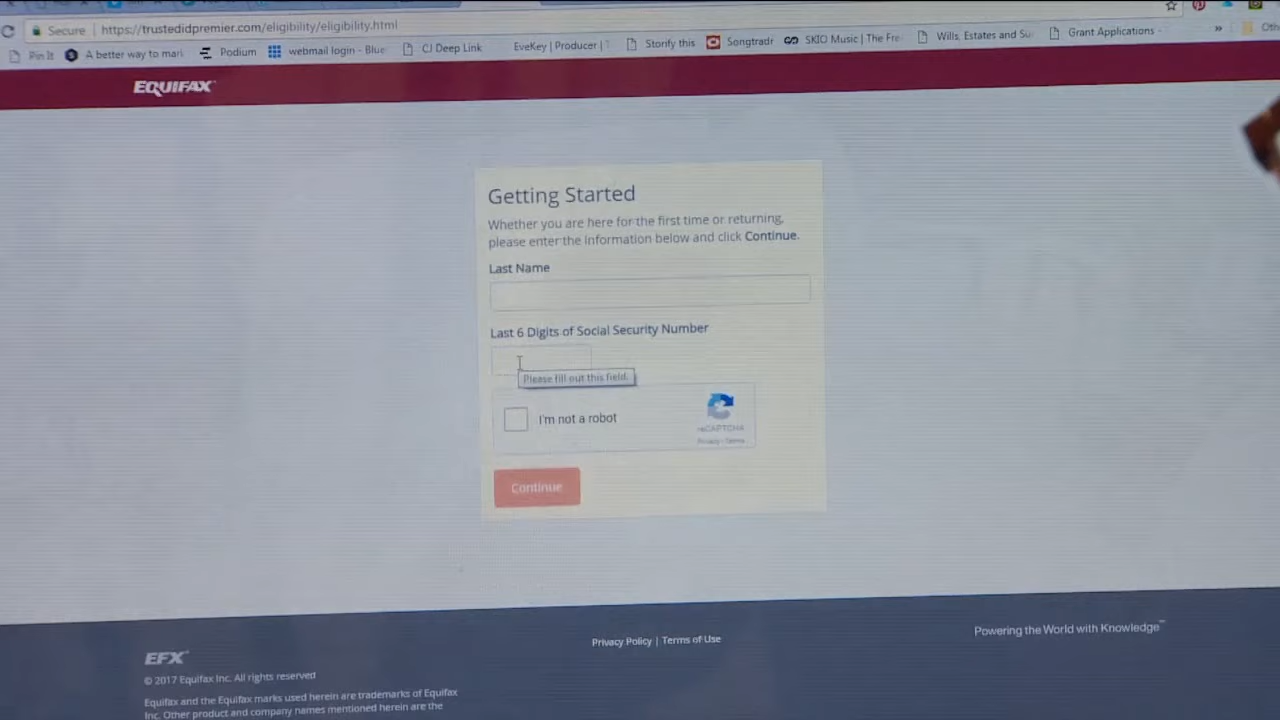 Secure | https://trustedidpremier.com/eligibility/eligibility.html
Pin It A better way to mari Podium webmail login - Blue CJ Deep Link EveKey | Producer | Storify this Songtradr SKIO Music | The Fre Wills, Estates and Su Grant Applications - »
EQUIFAX
Getting Started
Whether you are here for the first time or returning,
please enter the information below and click Continue.
Last Name
Last 6 Digits of Social Security Number
Please fill out this field.
I'm not a robot
reCAPTCHA
Privacy - Terms
Continue
Privacy Policy | Terms of Use
Powering the World with Knowledge™
EFX
© 2017 Equifax Inc. All rights reserved
Equifax and the Equifax marks used herein are trademarks of Equifax
Inc. Other product and company names mentioned herein are the